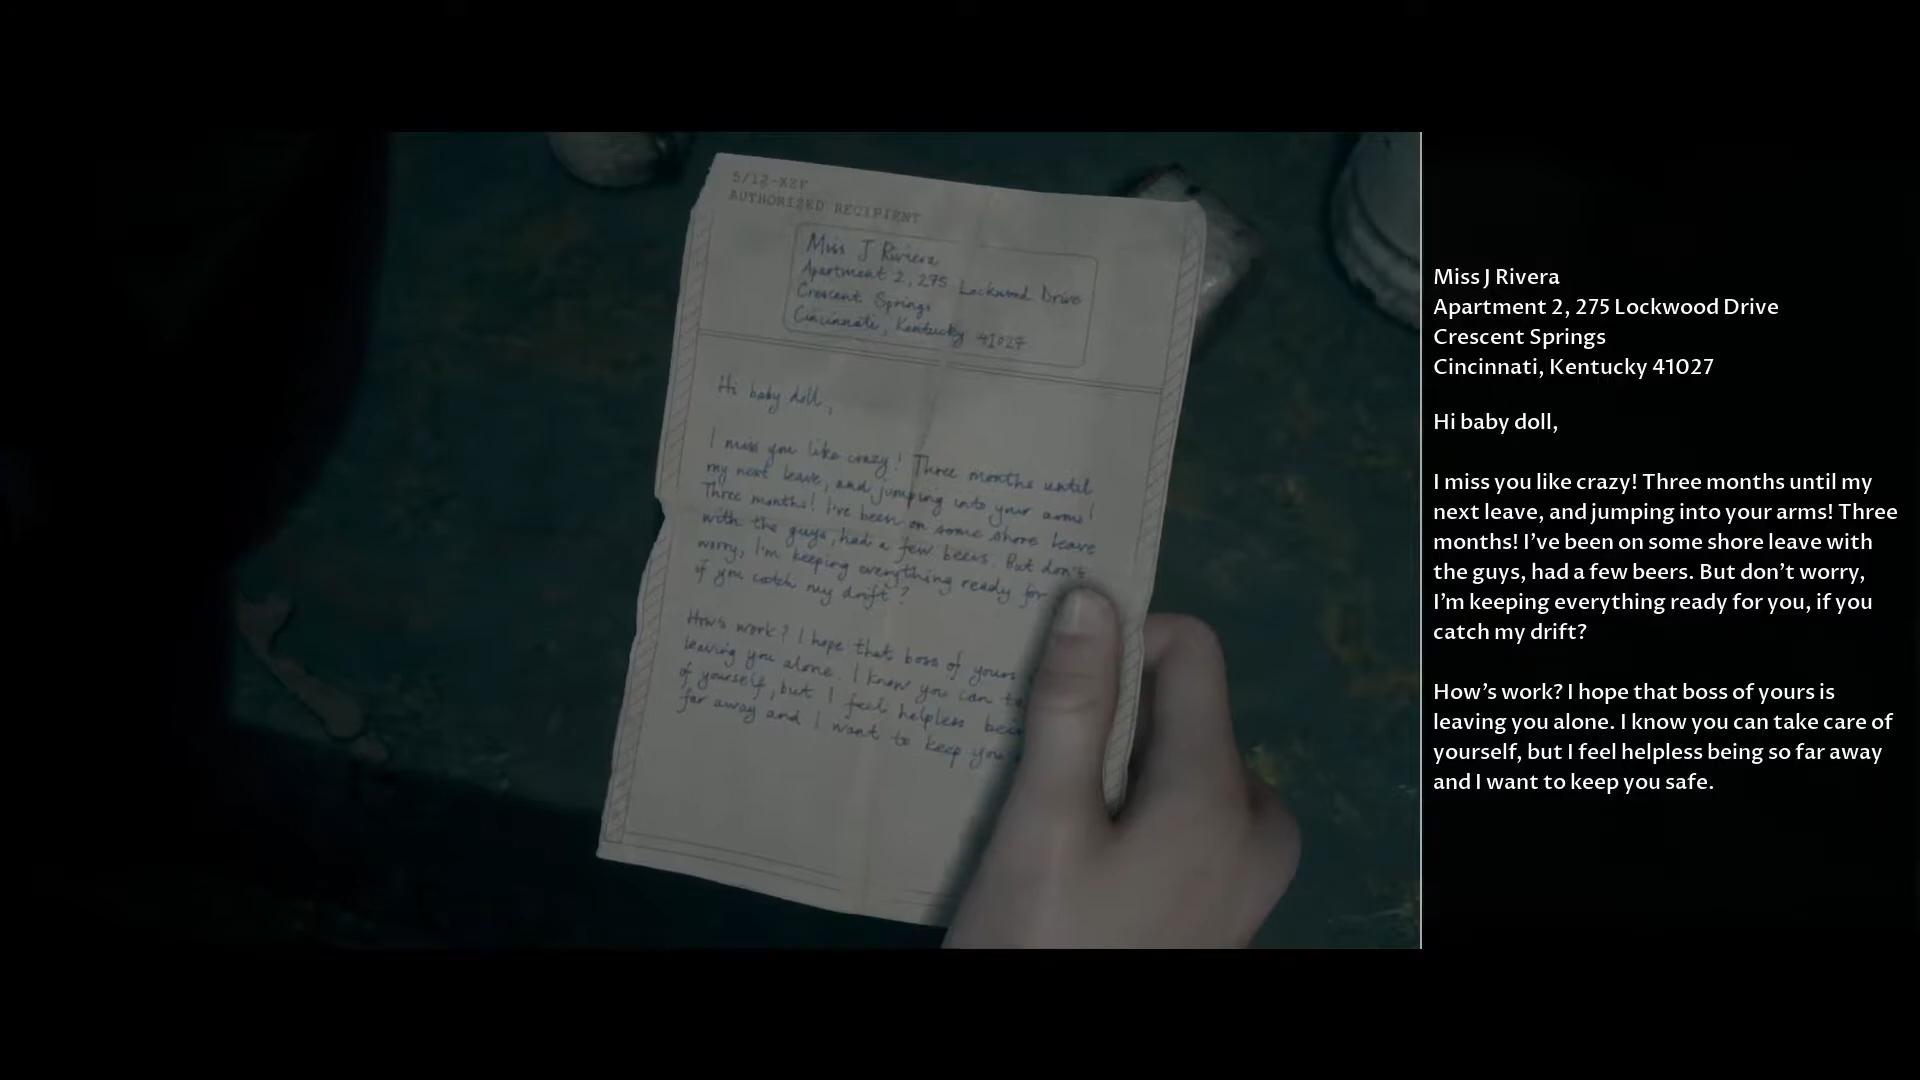 5/12-XZF
AUTHORISED RECIPIENT
Miss J Riviera
Apartment 2, 275 Lockwood Drive
Crescent Springs
Cincinnati, Kentucky 41027
Hi baby doll,
I miss you like crazy! Three months until
my next leave, and jumping into your arms!
Three months! I've been on some shore leave
with the guys, had a few beers. But don't
worry, I'm keeping everything ready for
if you catch my drift?
How's work? I hope that boss of yours
leaving you alone. I know you can ta
of yourself, but I feel helpless bein
far away and I want to keep you
Miss J Rivera
Apartment 2, 275 Lockwood Drive
Crescent Springs
Cincinnati, Kentucky 41027
Hi baby doll,
I miss you like crazy! Three months until my
next leave, and jumping into your arms! Three
months! I've been on some shore leave with
the guys, had a few beers. But don't worry,
I'm keeping everything ready for you, if you
catch my drift?
How's work? I hope that boss of yours is
leaving you alone. I know you can take care of
yourself, but I feel helpless being so far away
and I want to keep you safe.